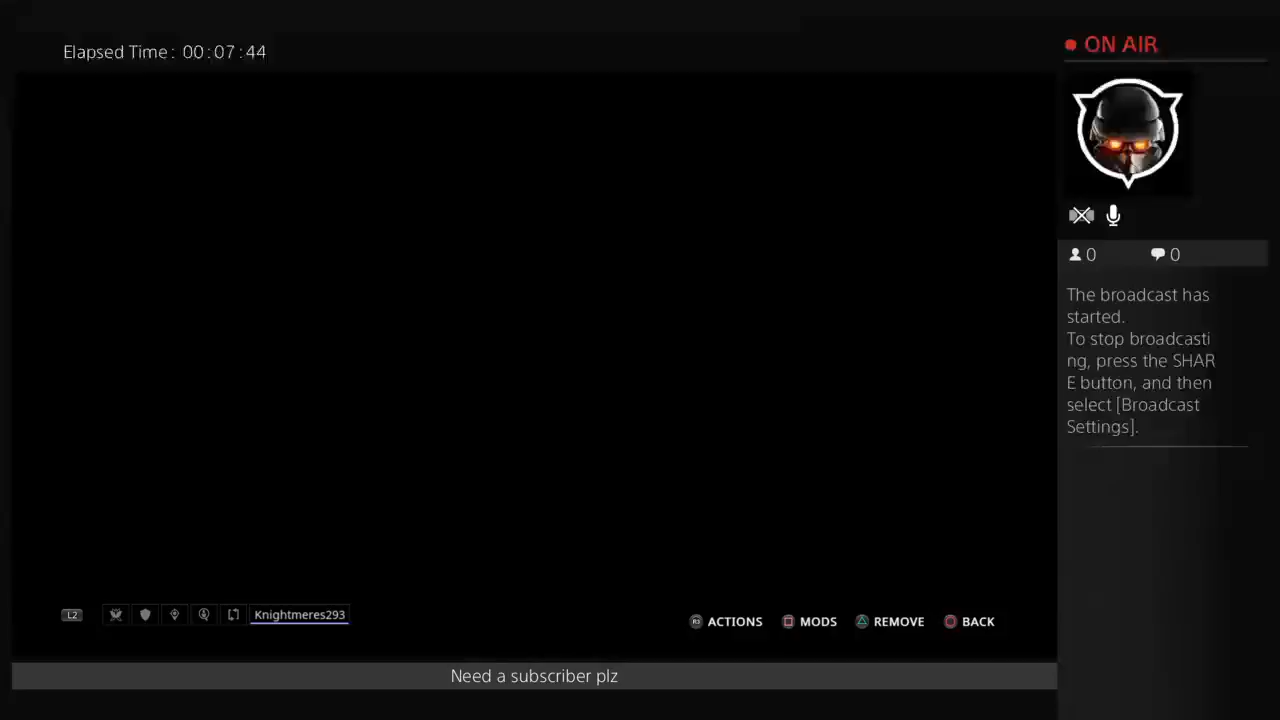 Elapsed Time: 00:07:44
ON AIR
0 0
The broadcast has
started.
To stop broadcasti
ng, press the SHAR
E button, and then
select [Broadcast
Settings].
L2 Knightmeres293
R3 ACTIONS MODS REMOVE BACK
Need a subscriber plz